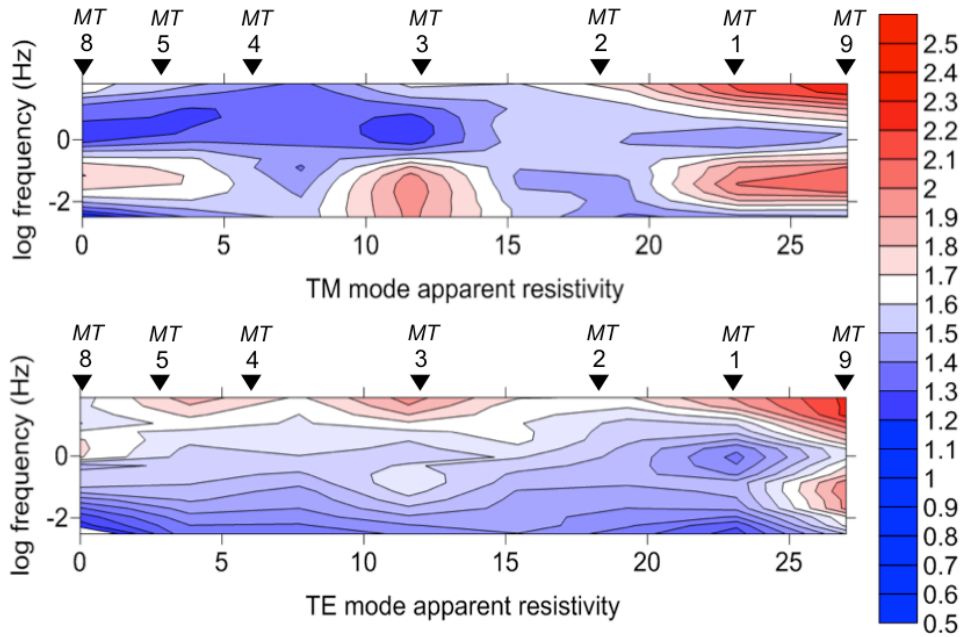 MT MT MT MT MT MT MT
8 5 4 3 2 1 9
log frequency (Hz)
0
-2
0 5 10 15 20 25
TM mode apparent resistivity
MT MT MT MT MT MT MT
8 5 4 3 2 1 9
log frequency (Hz)
0
-2
0 5 10 15 20 25
TE mode apparent resistivity
2.5
2.4
2.3
2.2
2.1
2
1.9
1.8
1.7
1.6
1.5
1.4
1.3
1.2
1.1
1
0.9
0.8
0.7
0.6
0.5